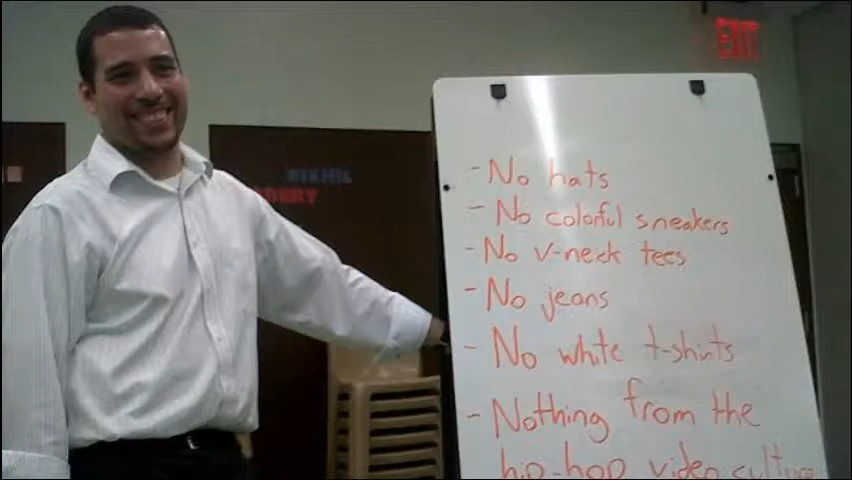 EXIT
NIKHIL
- No hats
- No colorful sneakers
- No v-neck tees
- No jeans
- No white t-shirts
- Nothing from the
hip-hop video culture